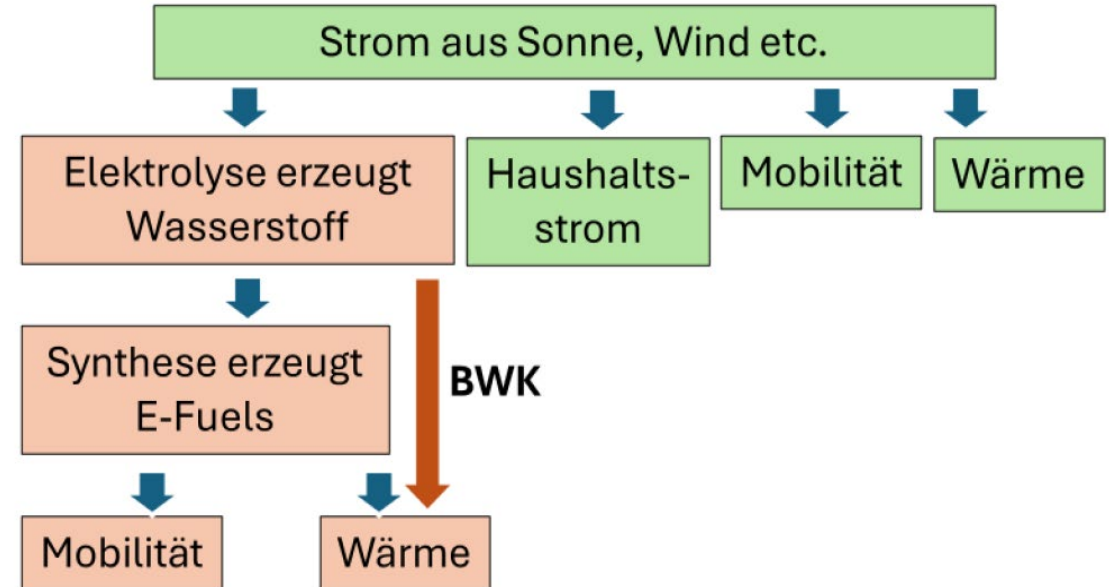 Strom aus Sonne, Wind etc.
Elektrolyse erzeugt
Wasserstoff
Haushalts-
strom
Mobilität
Wärme
Synthese erzeugt
E-Fuels
BWK
Mobilität
Wärme